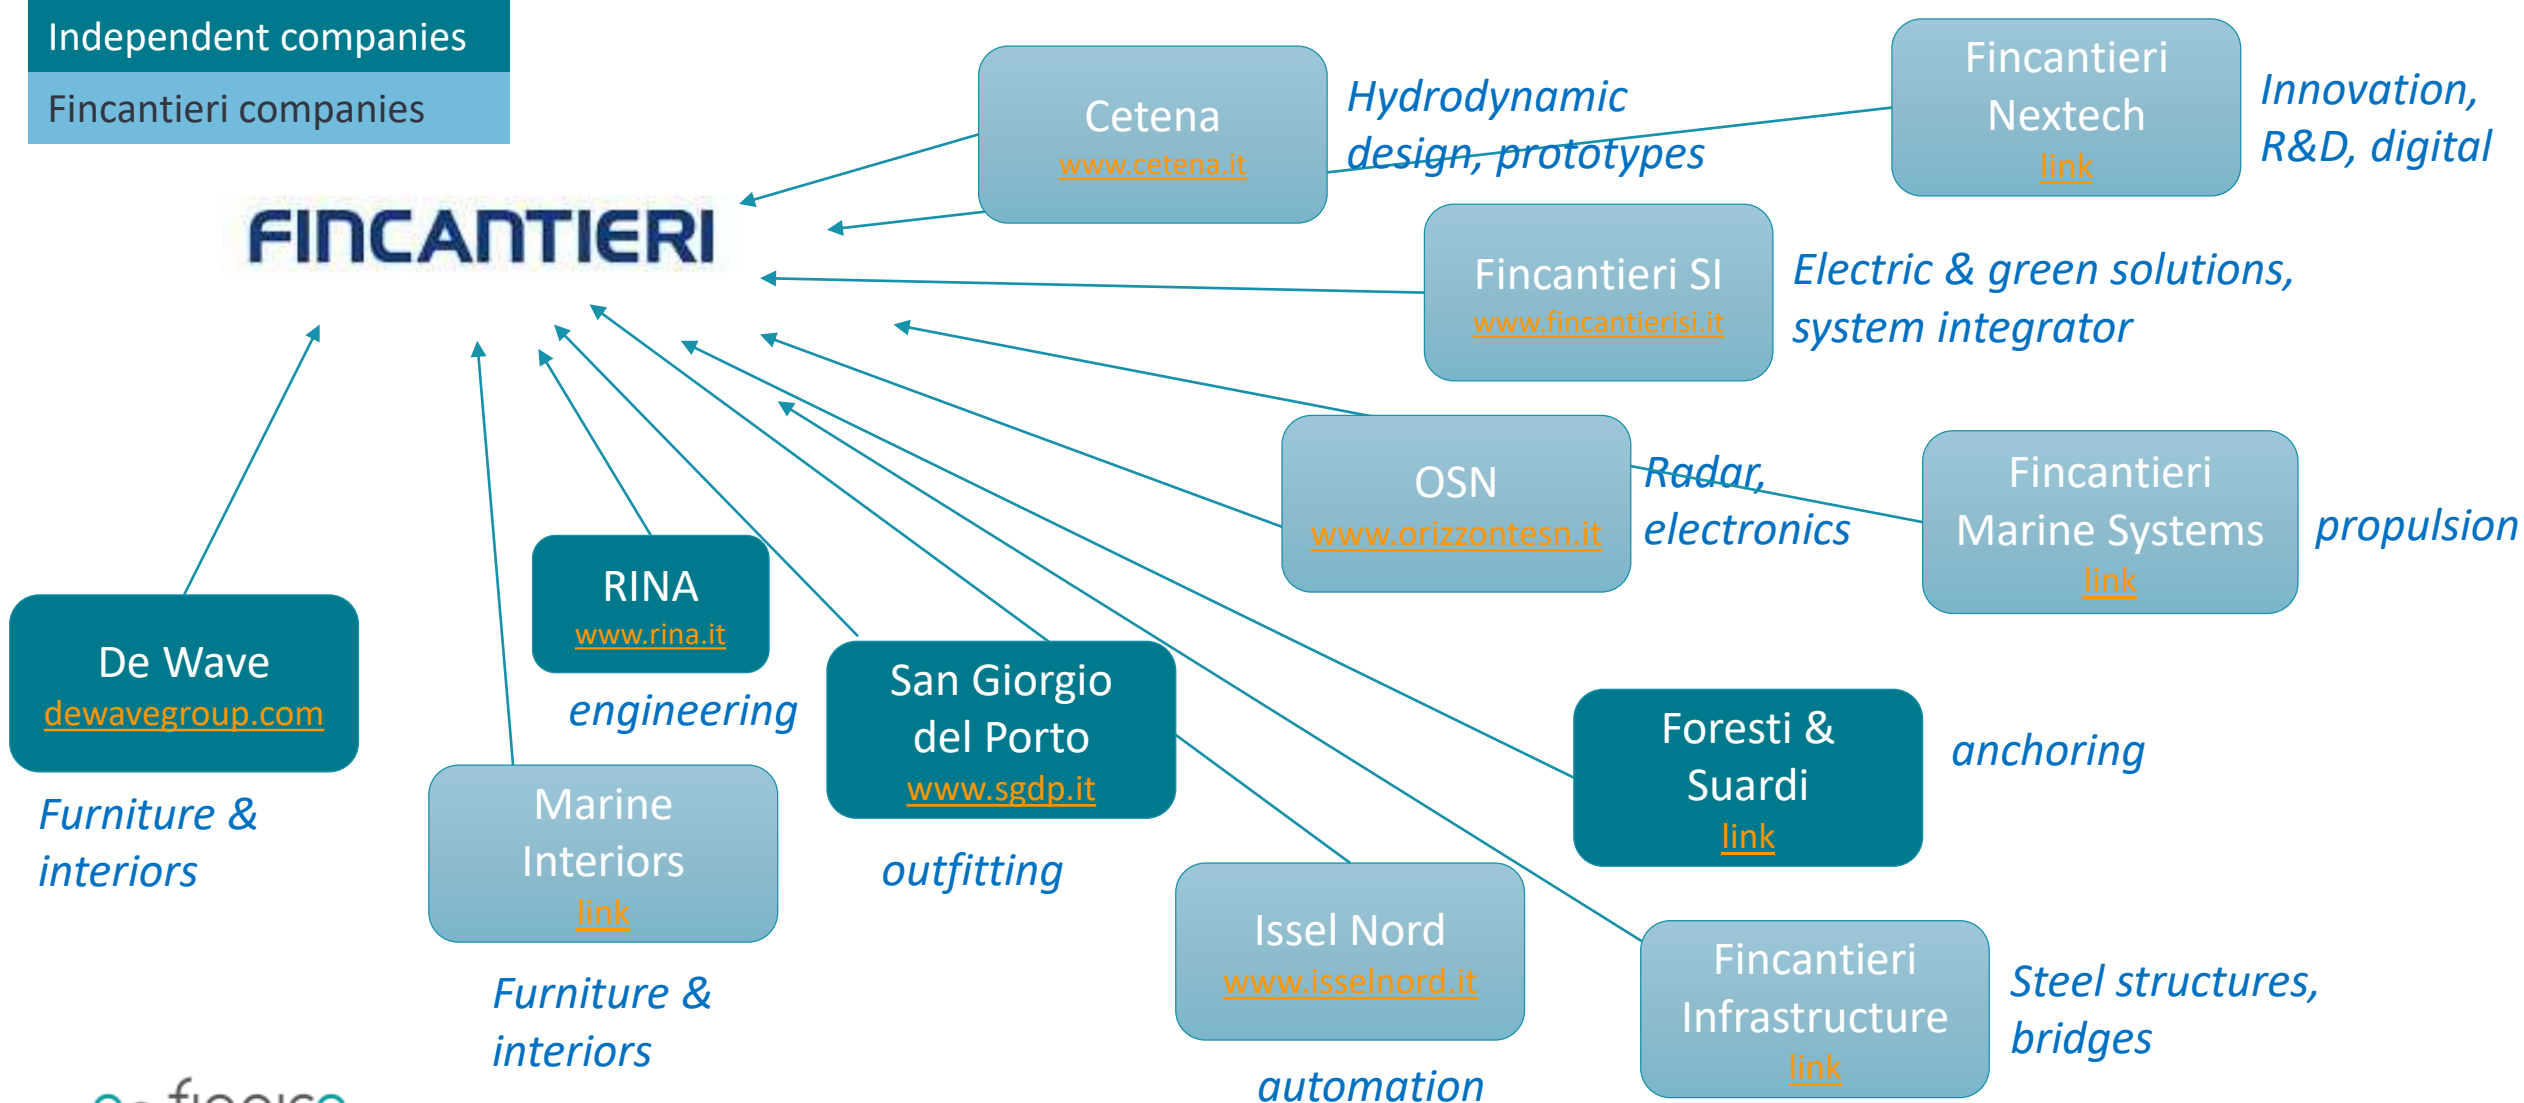 Independent companies
Fincantieri companies
FINCANTIERI
Cetena
www.cetena.it
Hydrodynamic
design, prototypes
Fincantieri
Nextech
link
Innovation,
R&D, digital
Fincantieri SI
www.fincantierisi.it
Electric & green solutions,
system integrator
OSN
www.orizzontesn.it
Radar,
electronics
Fincantieri
Marine Systems
link
propulsion
De Wave
dewavegroup.com
Furniture &
interiors
RINA
www.rina.it
engineering
Marine
Interiors
link
Furniture &
interiors
San Giorgio
del Porto
www.sgdp.it
outfitting
Issel Nord
www.isselnord.it
automation
Foresti &
Suardi
link
anchoring
Fincantieri
Infrastructure
link
Steel structures,
bridges